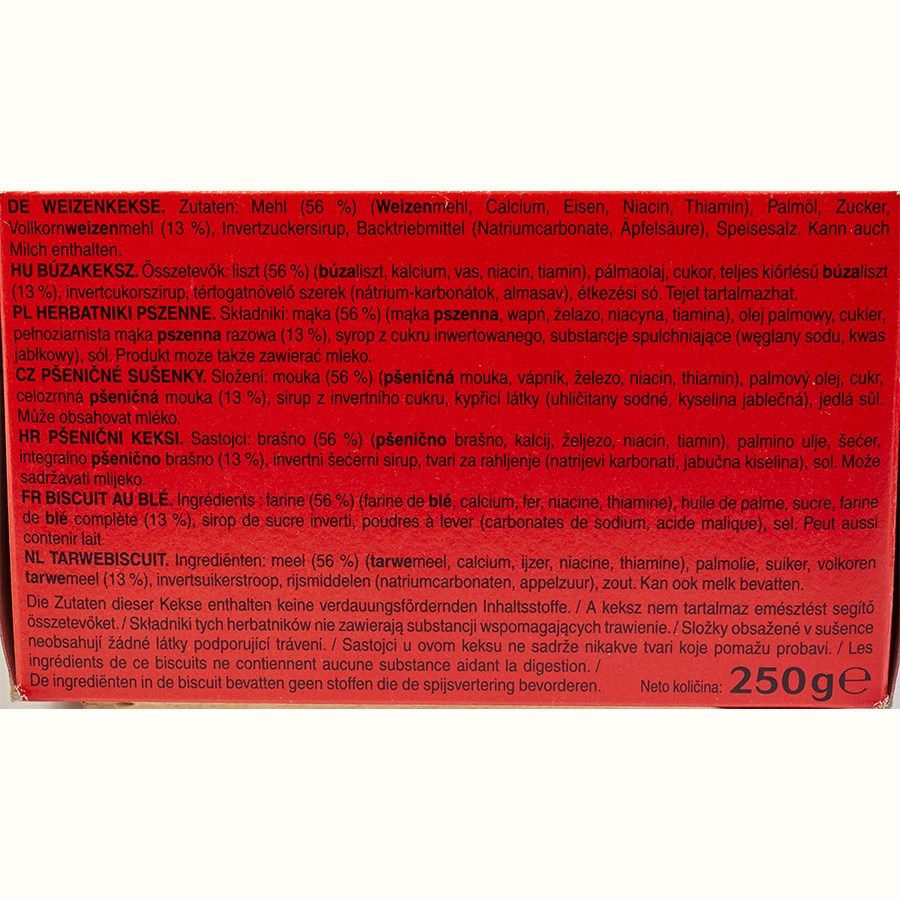 DE WEIZENKEKSE. Zutaten: Mehl (56 %) (Weizenmehl, Calcium, Eisen, Niacin, Thiamin), Palmöl, Zucker,
Vollkornweizenmehl (13 %), Invertzuckersirup, Backtriebmittel (Natriumcarbonate, Äpfelsäure), Speisesalz. Kann auch
Milch enthalten.
HU BÚZAKEKSZ. Összetevők: liszt (56 %) (búzaliszt, kalcium, vas, niacin, tiamin), pálmaolaj, cukor, teljes kiőrlésű búzaliszt
(13 %), invertcukorszirup, térfogatnövelő szerek (nátrium-karbonátok, almasav), étkezési só. Tejet tartalmazhat.
PL HERBATNIKI PSZENNE. Składniki: mąka (56 %) (mąka pszenna, wapń, żelazo, niacyna, tiamina), olej palmowy, cukier,
pełnoziarnista mąka pszenna razowa (13 %), syrop z cukru inwertowanego, substancje spulchniające (węglany sodu, kwas
jabłkowy), sól. Produkt może także zawierać mleko.
CZ PŠENIČNÉ SUŠENKY. Složení: mouka (56 %) (pšeničná mouka, vápník, železo, niacin, thiamin), palmový olej, cukr,
celozrnná pšeničná mouka (13 %), sirup z invertního cukru, kypřicí látky (uhličitany sodné, kyselina jablečná), jedlá sůl.
Může obsahovat mléko.
HR PŠENIČNI KEKSI. Sastojci: brašno (56 %) (pšenično brašno, kalcij, željezo, niacin, tiamin), palmino ulje, šećer,
integralno pšenično brašno (13 %), invertni šećerni sirup, tvari za rahljenje (natrijevi karbonati, jabučna kiselina), sol. Može
sadržavati mlijeko.
FR BISCUIT AU BLÉ. Ingrédients : farine (56 %) (farine de blé, calcium, fer, niacine, thiamine), huile de palme, sucre, farine
de blé complète (13 %), sirop de sucre inverti, poudres à lever (carbonates de sodium, acide malique), sel. Peut aussi
contenir lait.
NL TARWEBISCUIT. Ingrediënten: meel (56 %) (tarwemeel, calcium, ijzer, niacine, thiamine), palmolie, suiker, volkoren
tarwemeel (13 %), invertsuikerstroop, rijsmiddelen (natriumcarbonaten, appelzuur), zout. Kan ook melk bevatten.
Die Zutaten dieser Kekse enthalten keine verdauungsfördernden Inhaltsstoffe. / A keksz nem tartalmaz emésztést segítő
összetevőket. / Składniki tych herbatników nie zawierają substancji wspomagających trawienie. / Složky obsažené v sušence
neobsahují žádné látky podporující trávení. / Sastojci u ovom keksu ne sadrže nikakve tvari koje pomažu probavi. / Les
ingrédients de ce biscuits ne contiennent aucune substance aidant la digestion. /
De ingrediënten in de biscuit bevatten geen stoffen die de spijsvertering bevorderen. Neto količina: 250 g ℮